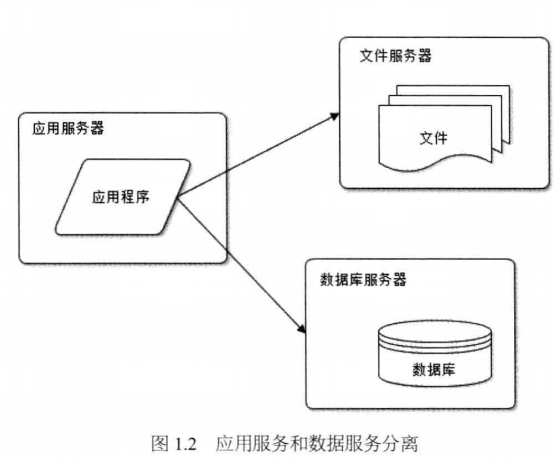 文件服务器
文件
应用服务器
应用程序
数据库服务器
数据库
图 1.2 应用服务和数据服务分离